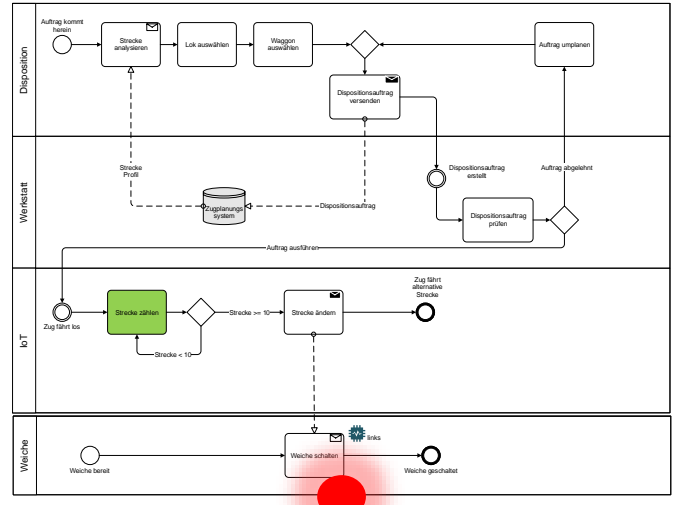 Disposition
Auftrag kommt
herein
Strecke
analysieren
Lok auswählen
Waggon
auswählen
Auftrag umplanen
Dispositionsauftrag
versenden
Werkstatt
Strecke
Profil
Zugplanungs
system
Dispositionsauftrag
Dispositionsauftrag
erstellt
Auftrag abgelehnt
Dispositionsauftrag
prüfen
Auftrag ausführen
IoT
Zug fährt los
Strecke zählen
Strecke >= 10
Strecke < 10
Strecke ändern
Zug fährt
alternative
Strecke
Weiche
Weiche bereit
Weiche schalten
links
Weiche geschaltet